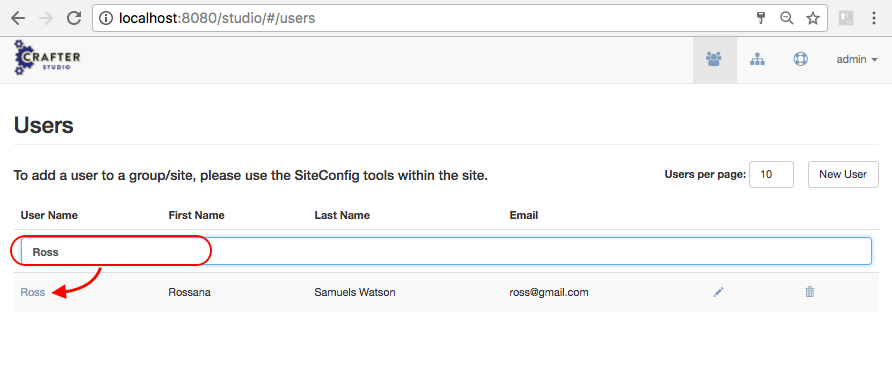 localhost:8080/studio/#/users
CRAFTER
STUDIO
admin
Users
To add a user to a group/site, please use the SiteConfig tools within the site.
Users per page: 10 New User
User Name First Name Last Name Email
Ross
Ross Rossana Samuels Watson ross@gmail.com